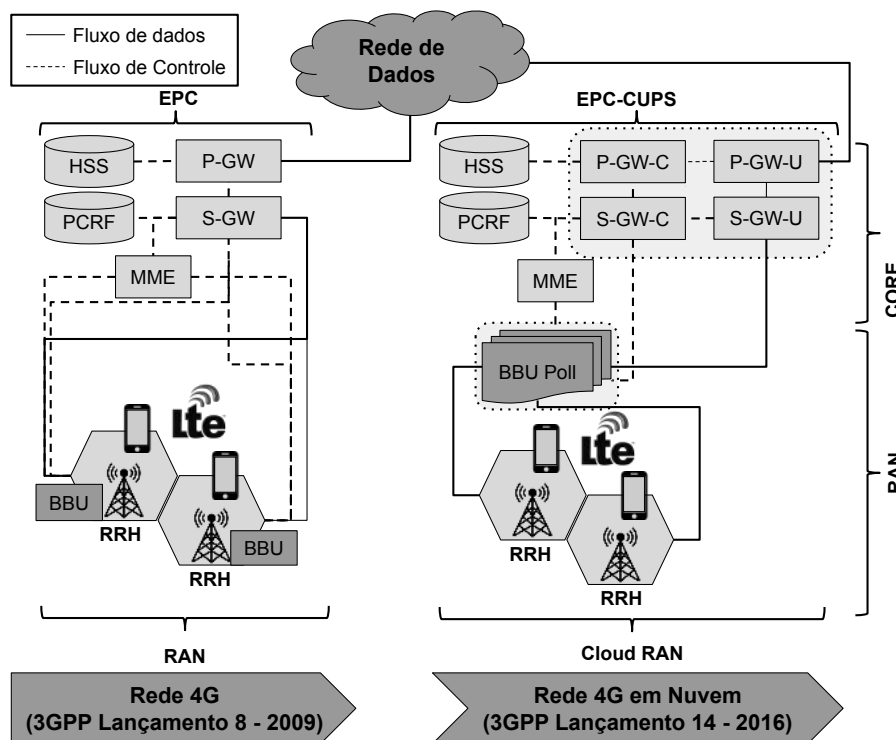 Fluxo de dados
Fluxo de Controle
Rede de
Dados
EPC
HSS
P-GW
PCRF
S-GW
MME
Lte
BBU
RRH
BBU
RRH
RAN
Rede 4G
(3GPP Lançamento 8 - 2009)
EPC-CUPS
HSS
P-GW-C
P-GW-U
PCRF
S-GW-C
S-GW-U
MME
CORE
BBU Poll
Lte
RRH
RRH
RAN
Cloud RAN
Rede 4G em Nuvem
(3GPP Lançamento 14 - 2016)